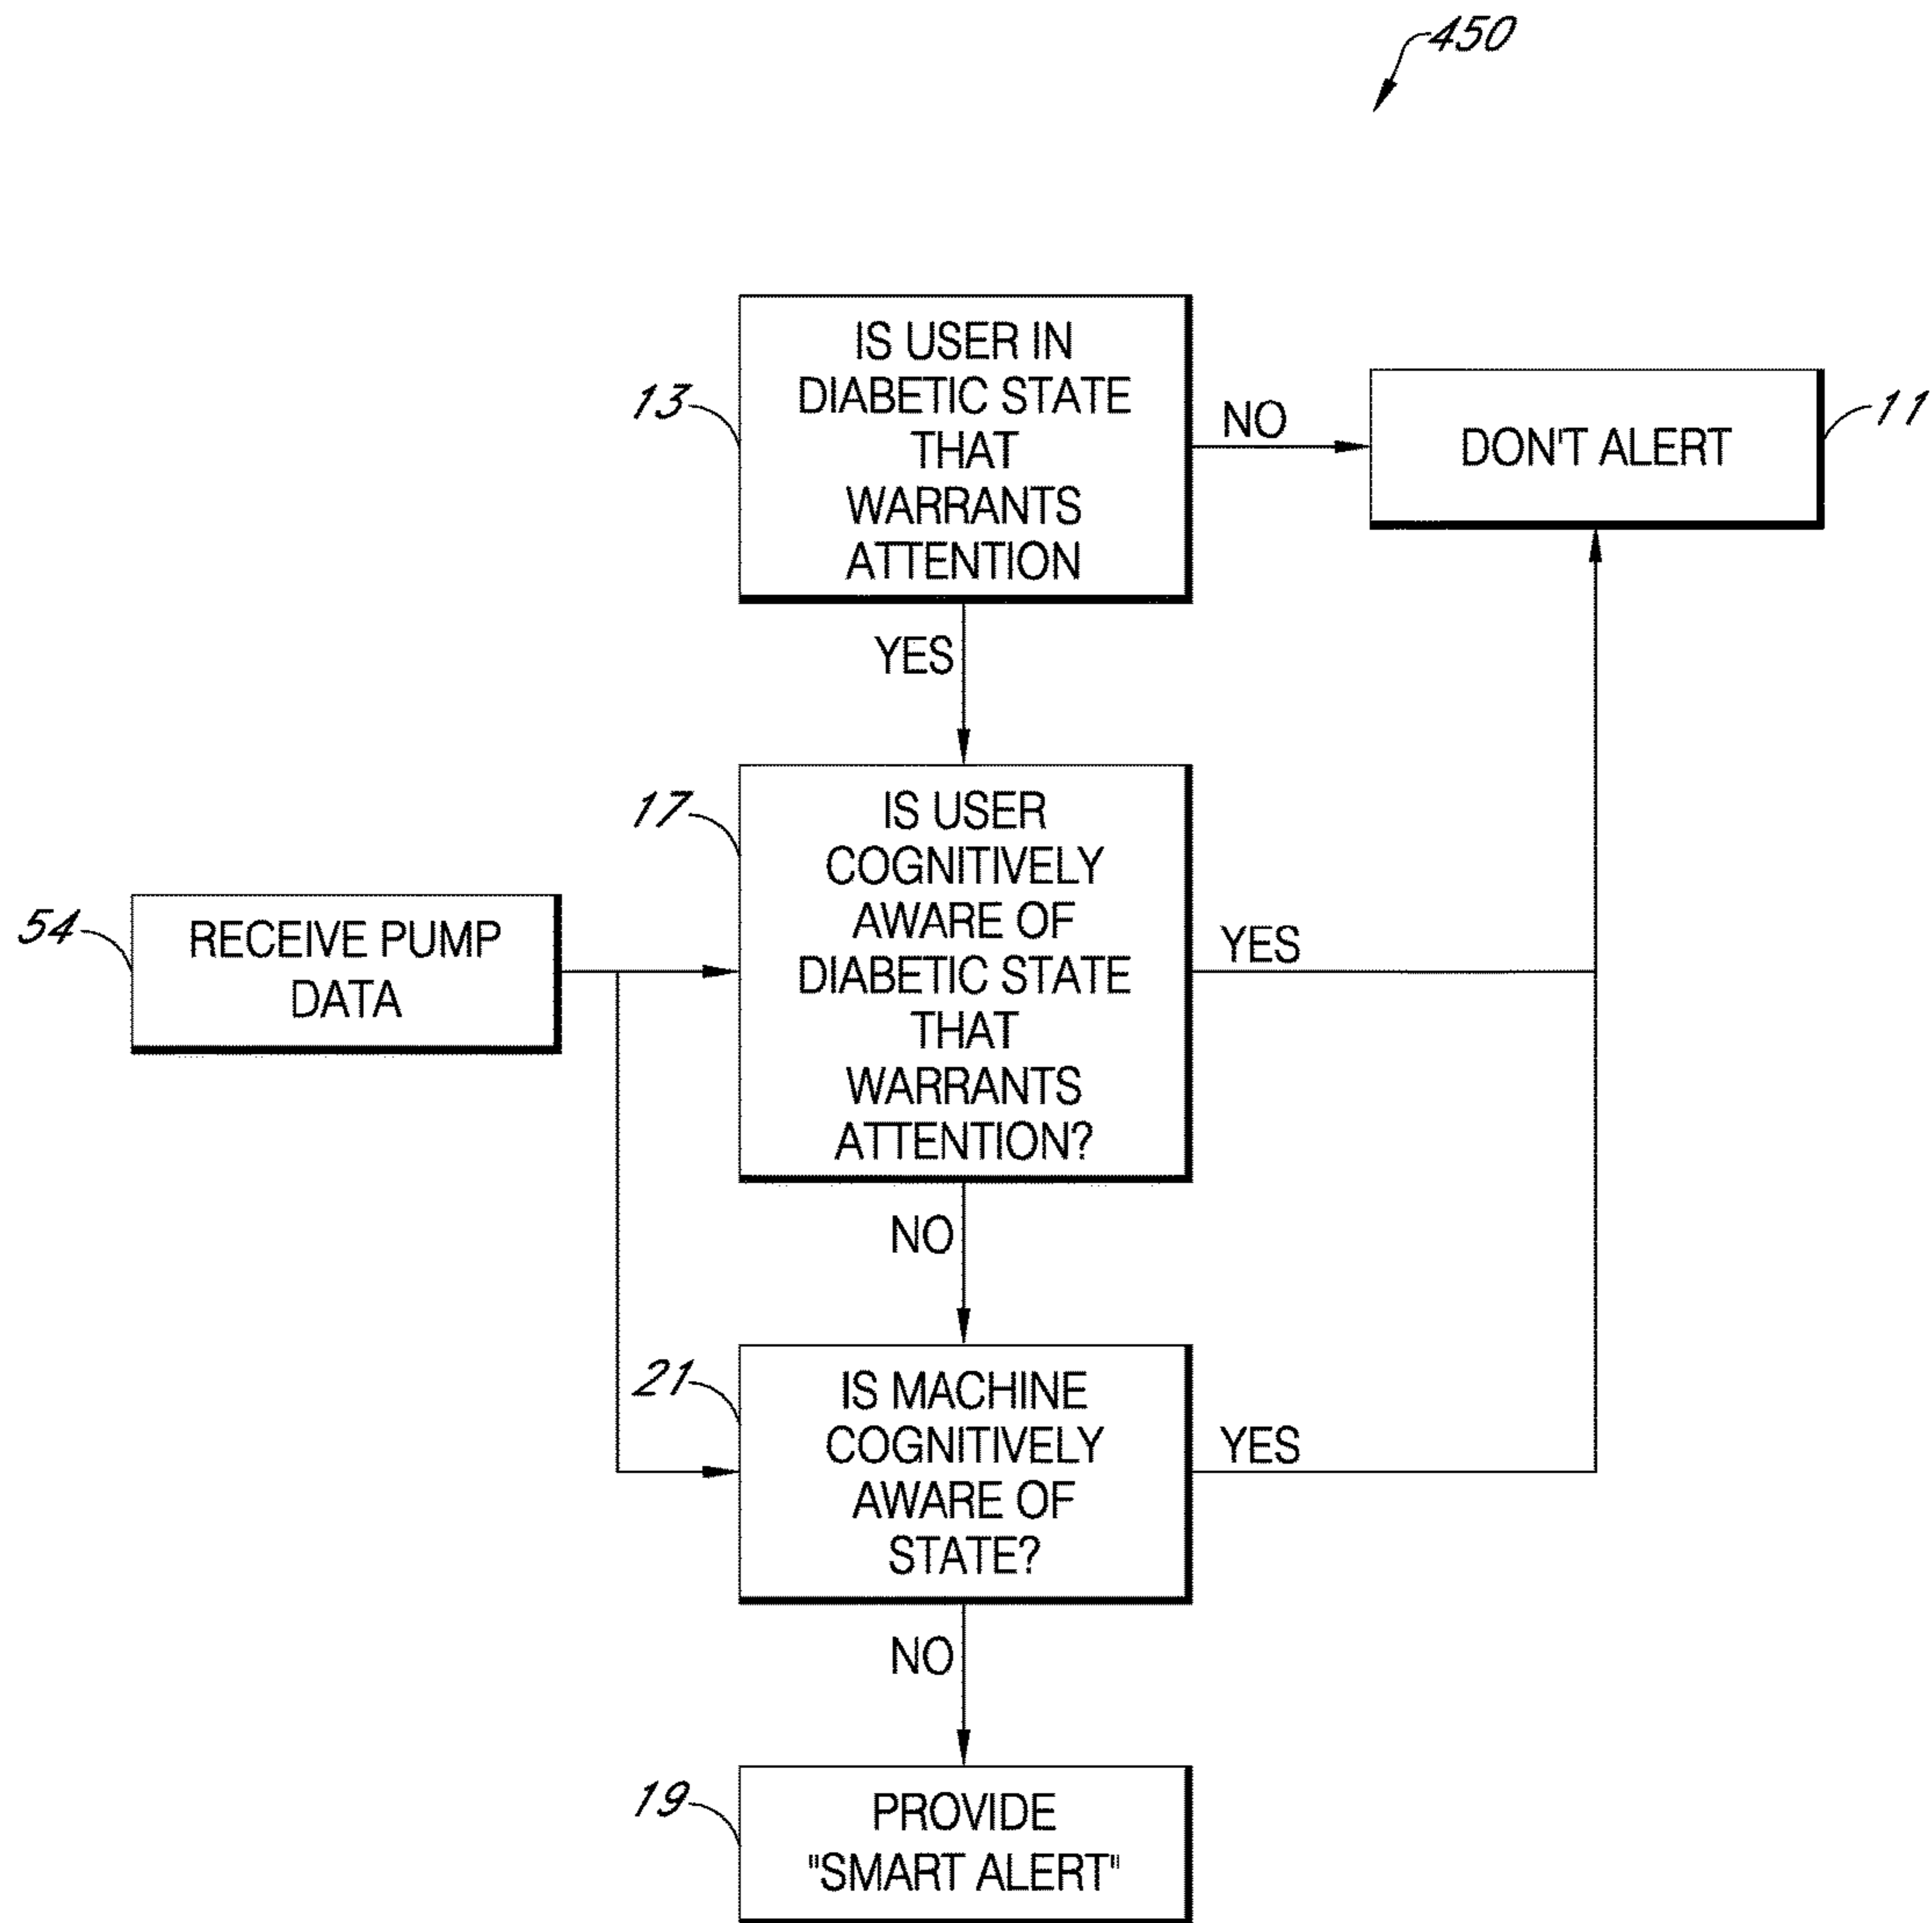 450
IS USER IN
DIABETIC STATE
THAT
WARRANTS
ATTENTION
13
NO
DON'T ALERT
11
YES
17
IS USER
COGNITIVELY
AWARE OF
DIABETIC STATE
THAT
WARRANTS
ATTENTION?
YES
54
RECEIVE PUMP
DATA
NO
21
IS MACHINE
COGNITIVELY
AWARE OF
STATE?
YES
NO
19
PROVIDE
"SMART ALERT"